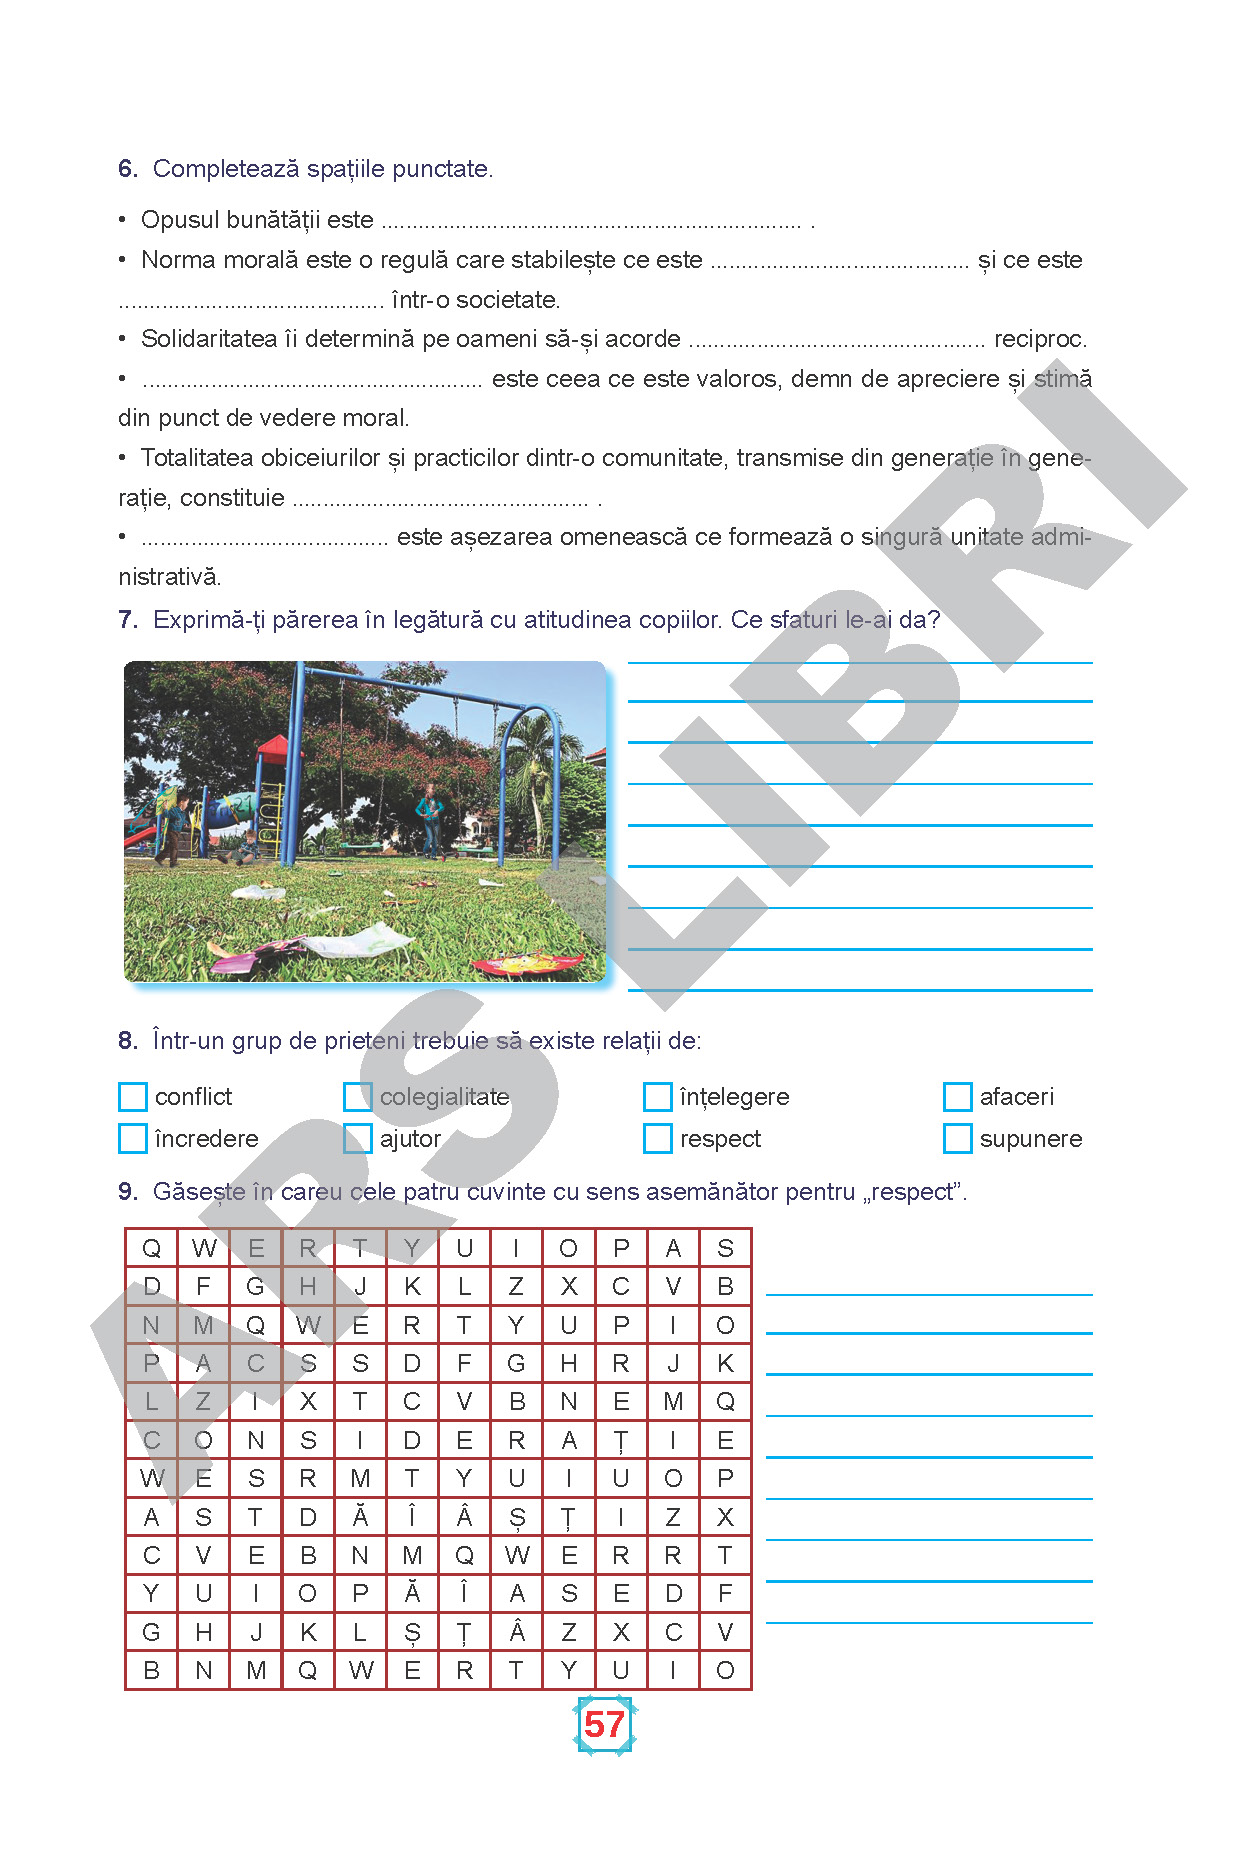 6. Completează spațiile punctate.
• Opusul bunătății este .................................................................... .
• Norma morală este o regulă care stabilește ce este .......................................... și ce este
........................................... într-o societate.
• Solidaritatea îi determină pe oameni să-și acorde ................................................ reciproc.
• ....................................................... este ceea ce este valoros, demn de apreciere și stimă
din punct de vedere moral.
• Totalitatea obiceiurilor și practicilor dintr-o comunitate, transmise din generație în gene-
rație, constituie ................................................ .
• ........................................ este așezarea omenească ce formează o singură unitate admi-
nistrativă.
7. Exprimă-ți părerea în legătură cu atitudinea copiilor. Ce sfaturi le-ai da?
8. Într-un grup de prieteni trebuie să existe relații de:
conflict colegialitate înțelegere afaceri
încredere ajutor respect supunere
9. Găsește în careu cele patru cuvinte cu sens asemănător pentru „respect”.
Q W E R T Y U I O P A S
D F G H J K L Z X C V B
N M Q W E R T Y U P I O
P A C S S D F G H R J K
L Z I X T C V B N E M Q
C O N S I D E R A Ț I E
W E S R M T Y U I U O P
A S T D Ă Î Â Ș Ț I Z X
C V E B N M Q W E R R T
Y U I O P Ă Î A S E D F
G H J K L Ș Ț Â Z X C V
B N M Q W E R T Y U I O
57
ARS LIBRI